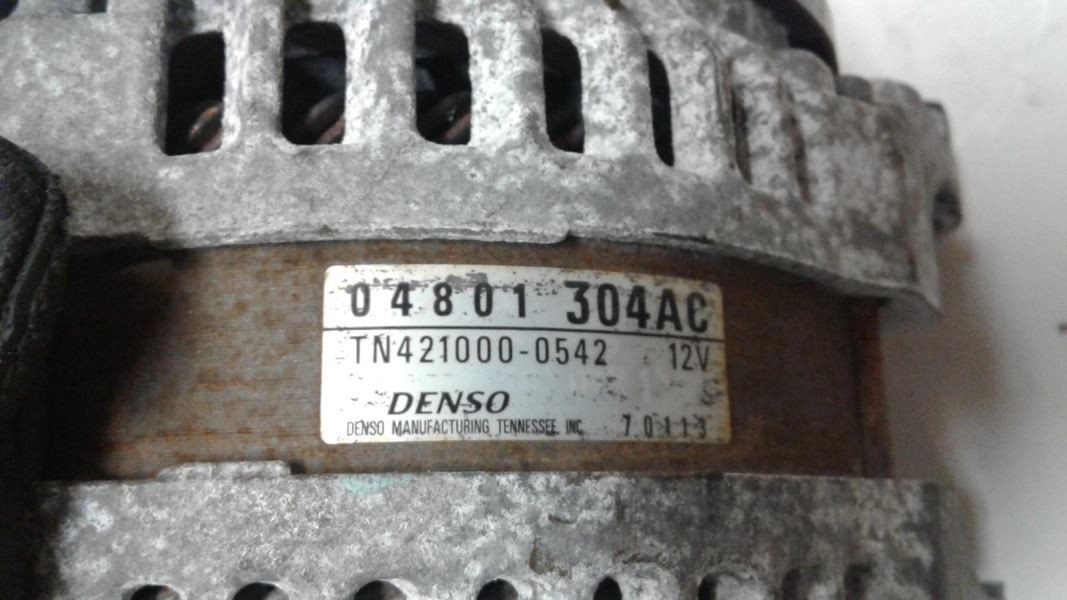 04801 304AC
TN421000-0542 12V
DENSO
DENSO MANUFACTURING TENNESSEE, INC. 70113